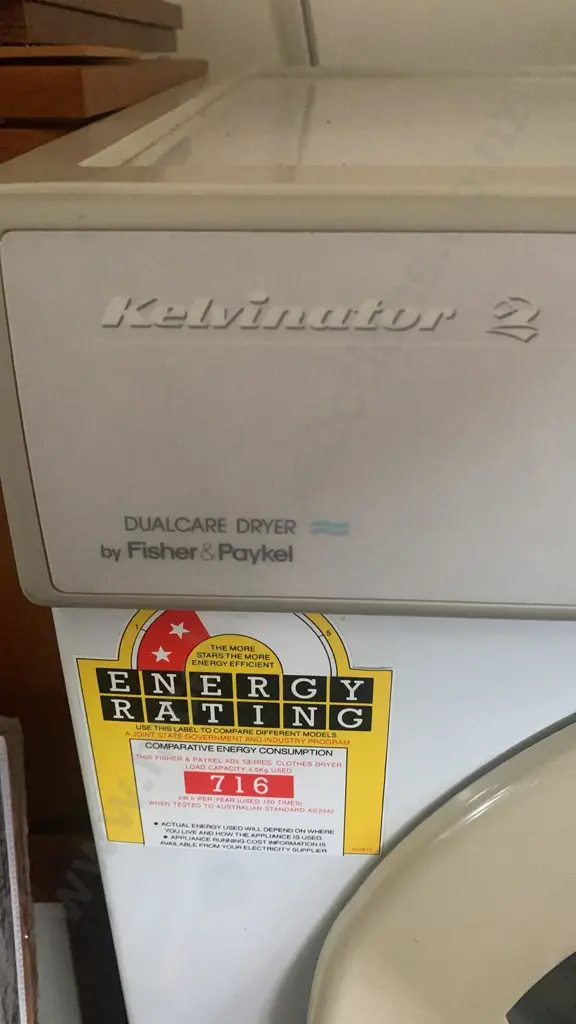 Kelvinator 2
DUALCARE DRYER
by Fisher & Paykel
1 5
THE MORE
STARS THE MORE
ENERGY EFFICIENT
ENERGY
RATING
USE THIS LABEL TO COMPARE DIFFERENT MODELS
A JOINT STATE GOVERNMENT AND INDUSTRY PROGRAM
COMPARATIVE ENERGY CONSUMPTION
THIS FISHER & PAYKEL AD5 SERIES CLOTHES DRYER
LOAD CAPACITY 4.5Kg USED
716
kW.h PER YEAR (USED 150 TIMES)
WHEN TESTED TO AUSTRALIAN STANDARD AS2442
• ACTUAL ENERGY USED WILL DEPEND ON WHERE
YOU LIVE AND HOW THE APPLIANCE IS USED.
• APPLIANCE RUNNING COST INFORMATION IS
AVAILABLE FROM YOUR ELECTRICITY SUPPLIER